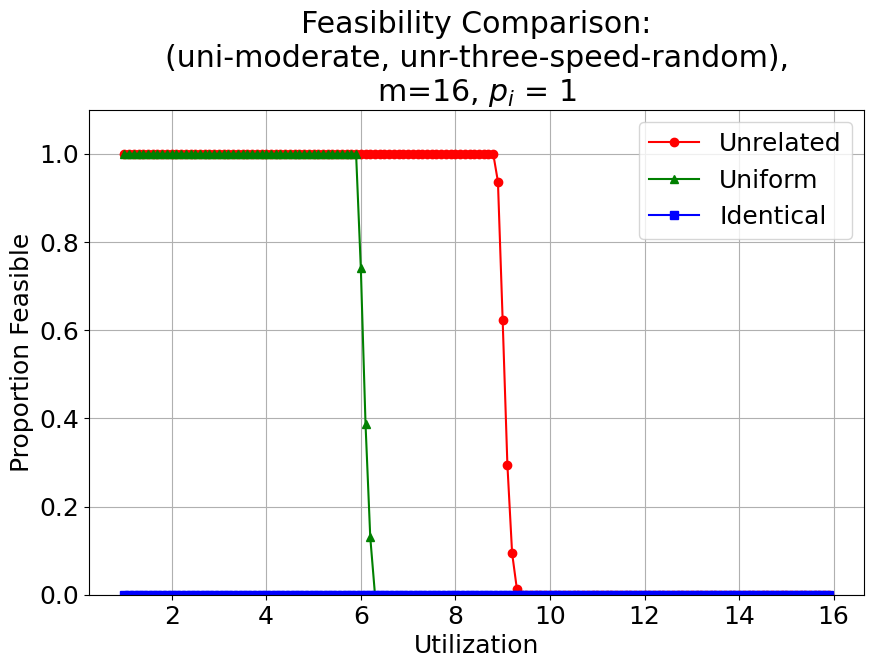 Feasibility Comparison:
(uni-moderate, unr-three-speed-random),
m=16, $p_i$ = 1
Unrelated
Uniform
Identical
Proportion Feasible
1.0
0.8
0.6
0.4
0.2
0.0
2 4 6 8 10 12 14 16
Utilization